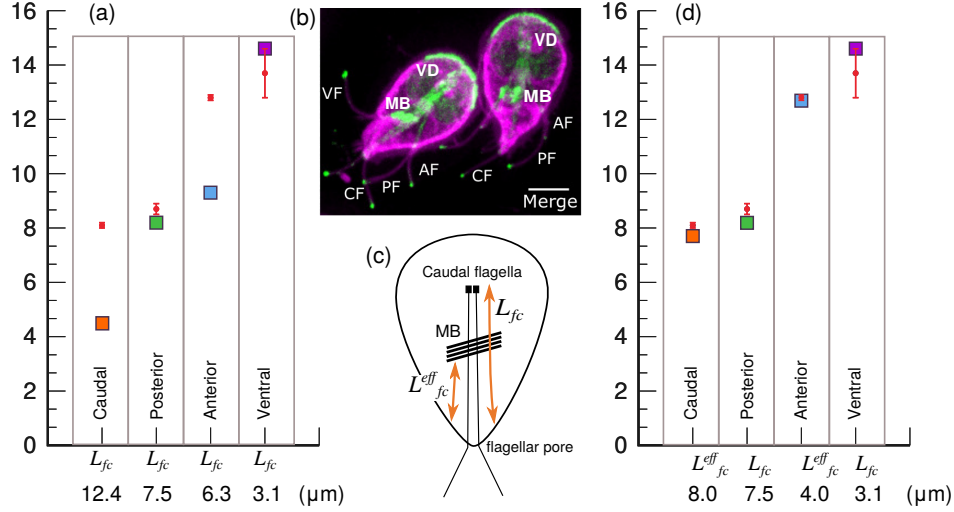 (a)
16
14
12
10
8
6
4
2
0
Caudal
Posterior
Anterior
Ventral
L_fc L_fc L_fc L_fc
12.4 7.5 6.3 3.1 (µm)
(b)
VD
VD
MB
MB
VF
AF
AF
PF
CF
PF
CF
Merge
(c)
Caudal flagella
L_fc
MB
L^eff_fc
flagellar pore
(d)
16
14
12
10
8
6
4
2
0
Caudal
Posterior
Anterior
Ventral
L^eff_fc L_fc L^eff_fc L_fc
8.0 7.5 4.0 3.1 (µm)